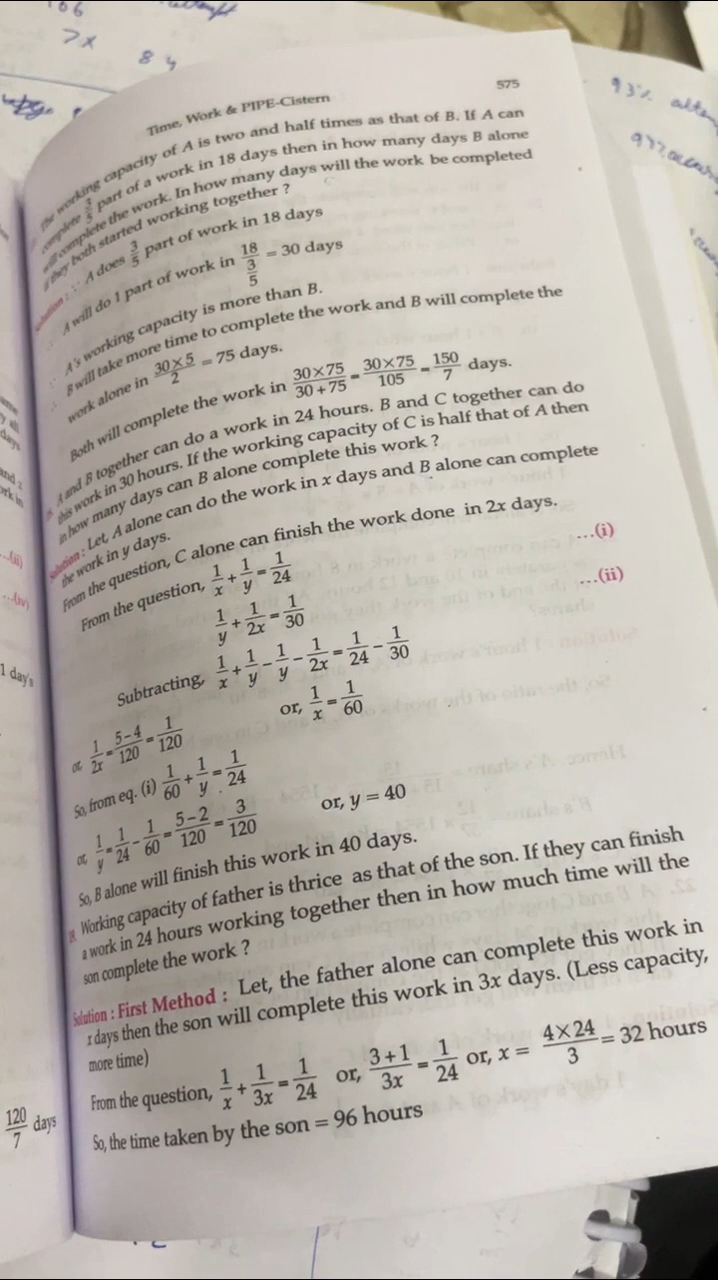 Time, Work & PIPE-Cistern
575
The working capacity of A is two and half times as that of B. If A can
complete 3/5 part of a work in 18 days then in how many days B alone
will complete the work. In how many days will the work be completed
if they both started working together ?
Solution : ∵ A does 3/5 part of work in 18 days
A will do 1 part of work in 18/(3/5) = 30 days
A's working capacity is more than B.
B will take more time to complete the work and B will complete the
work alone in (30×5)/2 = 75 days.
Both will complete the work in (30×75)/(30+75) = (30×75)/105 = 150/7 days.
A and B together can do a work in 24 hours. B and C together can do
this work in 30 hours. If the working capacity of C is half that of A then
in how many days can B alone complete this work ?
Solution : Let, A alone can do the work in x days and B alone can complete
the work in y days.
From the question, C alone can finish the work done in 2x days.
From the question, 1/x + 1/y = 1/24 ...(i)
1/y + 1/2x = 1/30 ...(ii)
Subtracting, 1/x + 1/y - 1/y - 1/2x = 1/24 - 1/30
or, 1/2x = (5-4)/120 = 1/120 or, 1/x = 1/60
So, from eq. (i) 1/60 + 1/y = 1/24
or, 1/y = 1/24 - 1/60 = (5-2)/120 = 3/120 or, y = 40
So, B alone will finish this work in 40 days.
Working capacity of father is thrice as that of the son. If they can finish
a work in 24 hours working together then in how much time will the
son complete the work ?
Solution : First Method : Let, the father alone can complete this work in
x days then the son will complete this work in 3x days. (Less capacity,
more time)
From the question, 1/x + 1/3x = 1/24 or, (3+1)/3x = 1/24 or, x = (4×24)/3 = 32 hours
So, the time taken by the son = 96 hours
...(ii)
...(iv)
1 day's
120/7 days
7x
84
93%